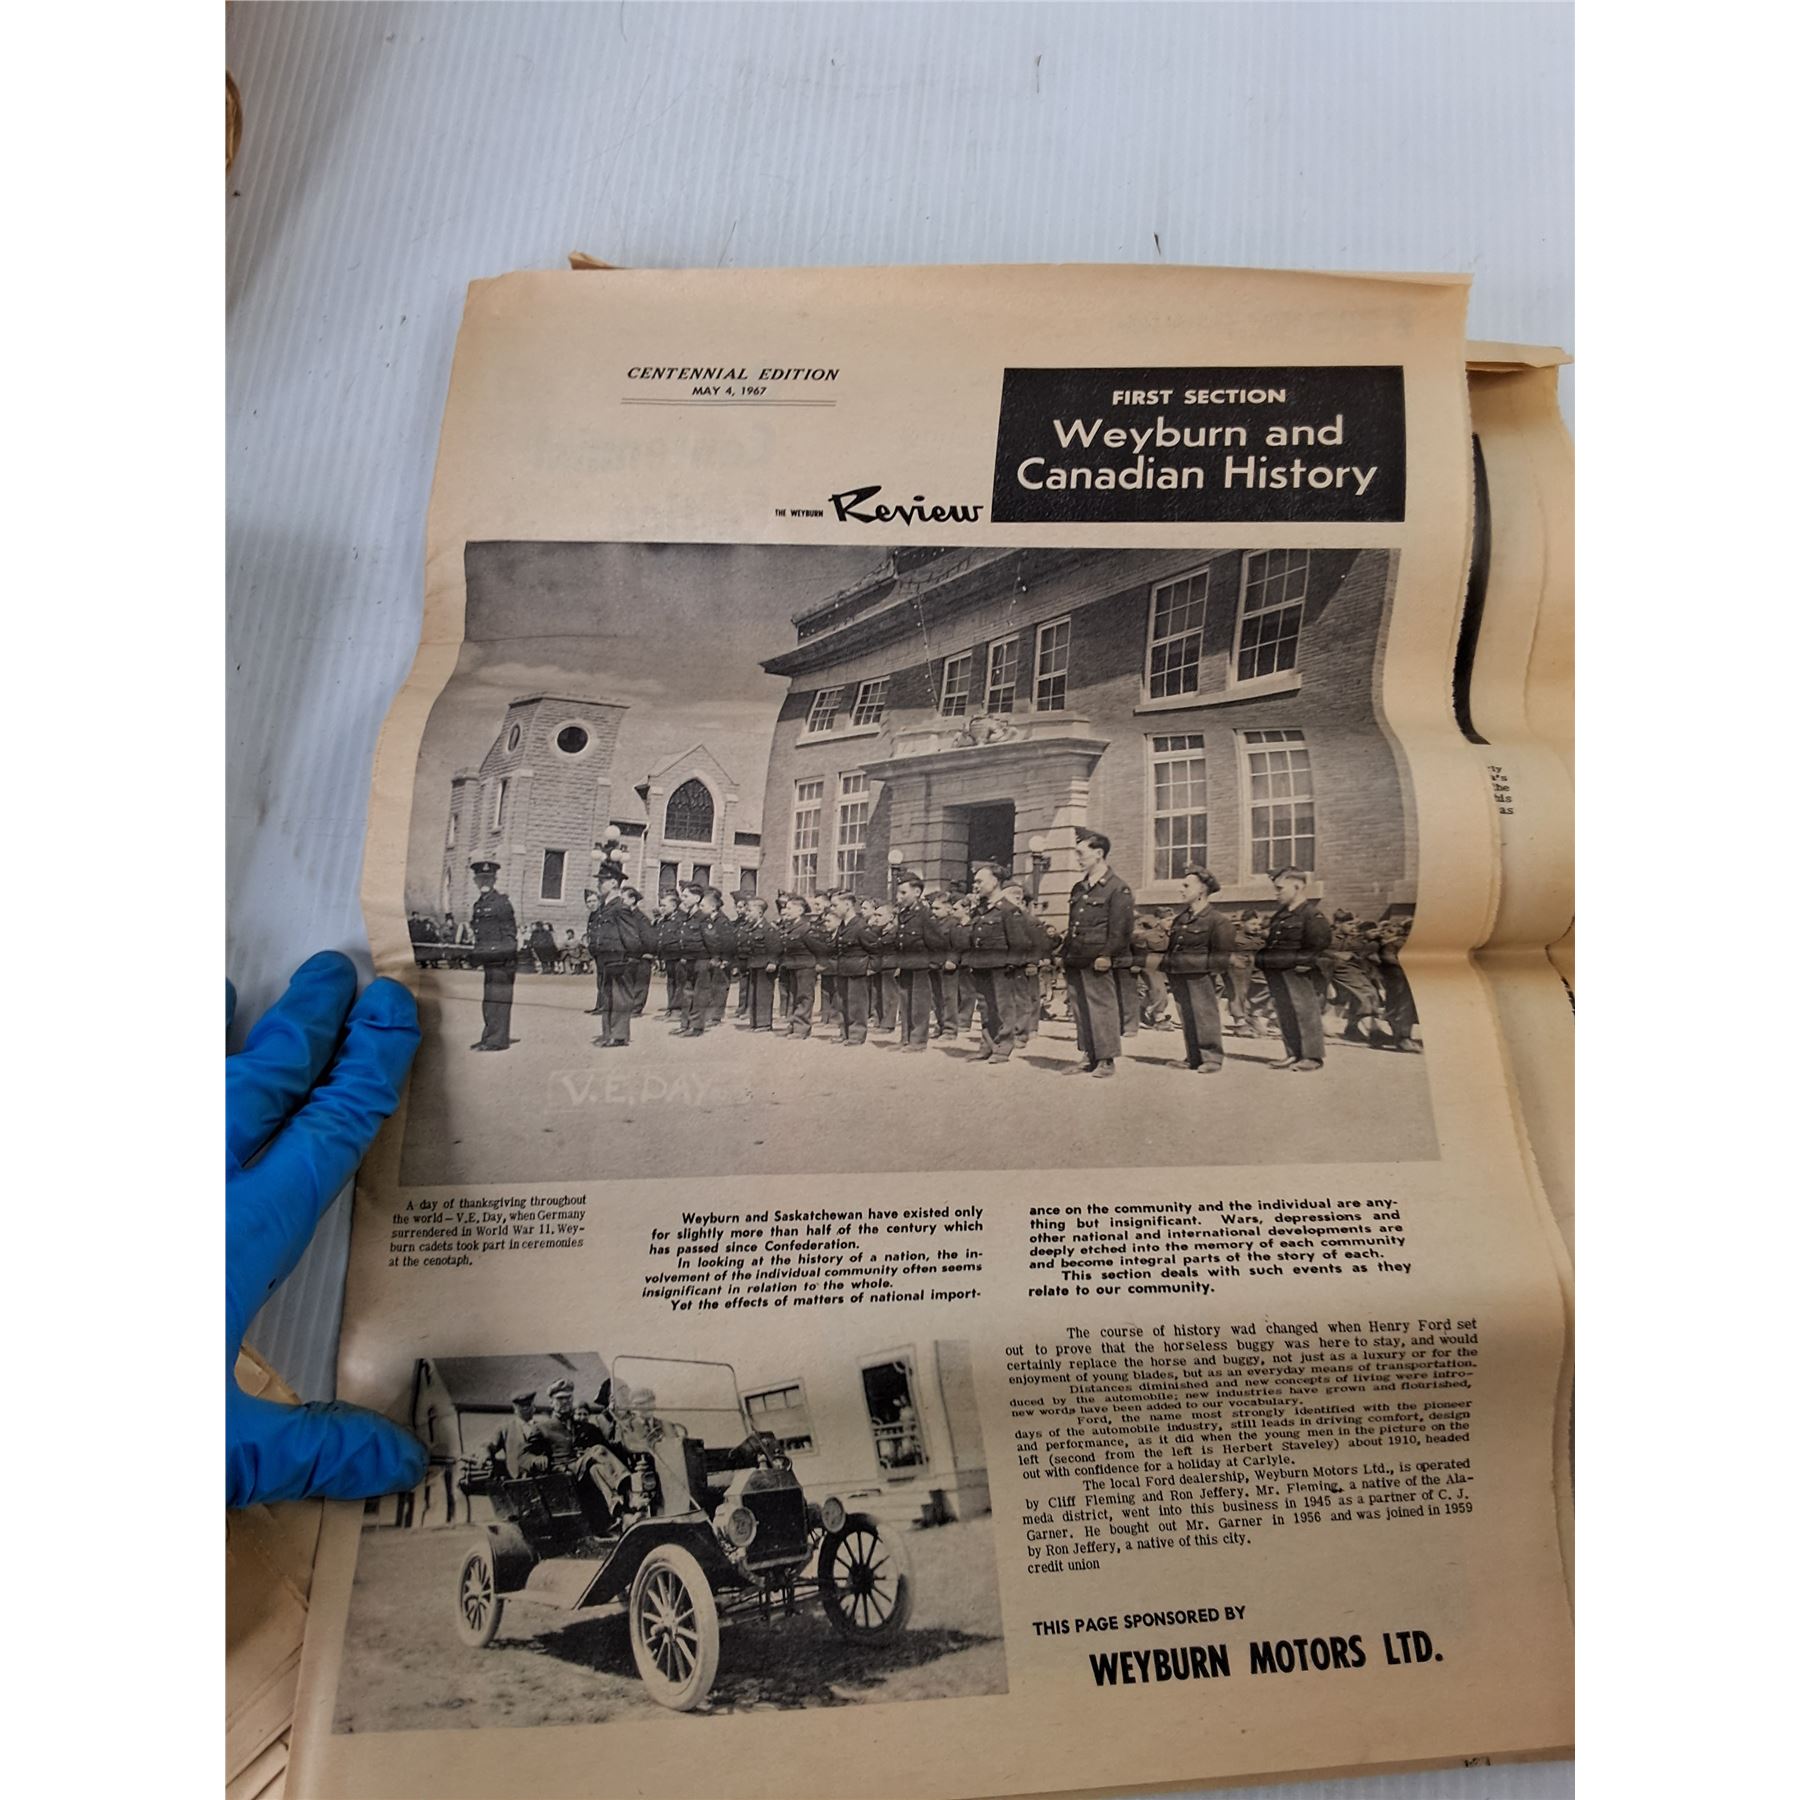 CENTENNIAL EDITION
MAY 4, 1967
FIRST SECTION
Weyburn and
Canadian History
THE WEYBURN Review
V.E. DAY
A day of thanksgiving throughout
the world — V.E. Day, when Germany
surrendered in World War 11. Wey-
burn cadets took part in ceremonies
at the cenotaph.
Weyburn and Saskatchewan have existed only
for slightly more than half of the century which
has passed since Confederation.
In looking at the history of a nation, the in-
volvement of the individual community often seems
insignificant in relation to the whole.
Yet the effects of matters of national import-
ance on the community and the individual are any-
thing but insignificant. Wars, depressions and
other national and international developments are
deeply etched into the memory of each community
and become integral parts of the story of each.
This section deals with such events as they
relate to our community.
The course of history wad changed when Henry Ford set
out to prove that the horseless buggy was here to stay, and would
certainly replace the horse and buggy, not just as a luxury or for the
enjoyment of young blades, but as an everyday means of transportation.
Distances diminished and new concepts of living were intro-
duced by the automobile; new industries have grown and flourished,
new words have been added to our vocabulary.
Ford, the name most strongly identified with the pioneer
days of the automobile industry, still leads in driving comfort, design
and performance, as it did when the young men in the picture on the
left (second from the left is Herbert Staveley) about 1910, headed
out with confidence for a holiday at Carlyle.
The local Ford dealership, Weyburn Motors Ltd., is operated
by Cliff Fleming and Ron Jeffery. Mr. Fleming, a native of the Ala-
meda district, went into this business in 1945 as a partner of C. J.
Garner. He bought out Mr. Garner in 1956 and was joined in 1959
by Ron Jeffery, a native of this city.
credit union
THIS PAGE SPONSORED BY
WEYBURN MOTORS LTD.